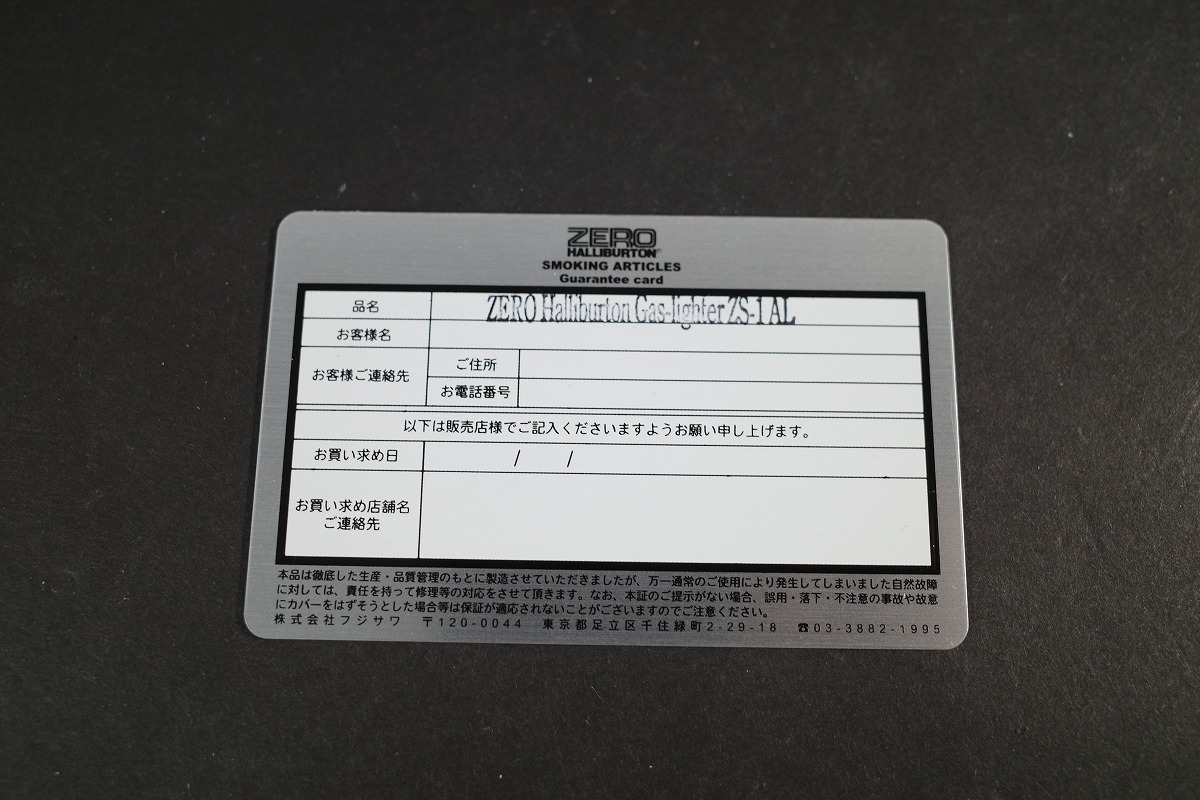 ZERO
HALLIBURTON
SMOKING ARTICLES
Guarantee card
品名 ZERO Halliburton Gas-lighter ZS-1 AL
お客様名
お客様ご連絡先 ご住所
お電話番号
以下は販売店様でご記入くださいますようお願い申し上げます。
お買い求め日 / /
お買い求め店舗名
ご連絡先
本品は徹底した生産・品質管理のもとに製造させていただきましたが、万一通常のご使用により発生してしまいました自然故障
に対しては、責任を持って修理等の対応をさせて頂きます。なお、本証のご提示がない場合、誤用・落下・不注意の事故や故意
にカバーをはずそうとした場合等は保証が適応されないことがございますのでご注意ください。
株式会社フジサワ 〒120-0044 東京都足立区千住緑町2-29-18 ☎03-3882-1995